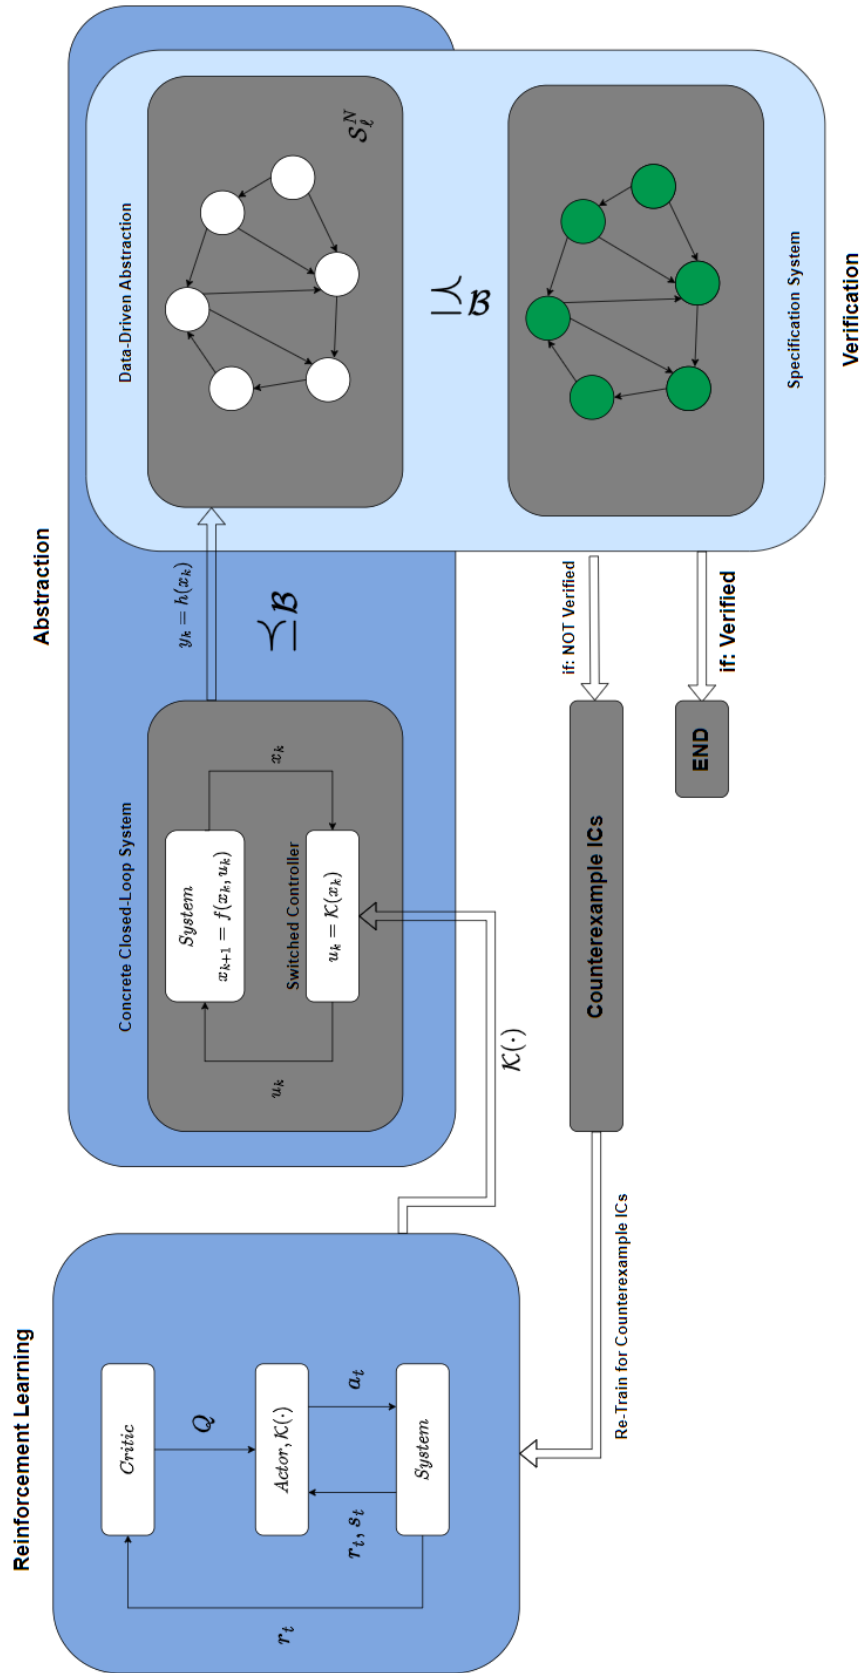 Reinforcement Learning
Critic
Q
Actor, 𝒦(·)
a_t
r_t, s_t
System
r_t
𝒦(·)
Re-Train for Counterexample ICs
Abstraction
Concrete Closed-Loop System
System
x_{k+1} = f(x_k, u_k)
Switched Controller
u_k = 𝒦(x_k)
x_k
u_k
y_k = h(x_k)
⪯_ℬ
Data-Driven Abstraction
𝒮_ℓ^N
⪯_ℬ
Specification System
Verification
if: NOT Verified
Counterexample ICs
if: Verified
END